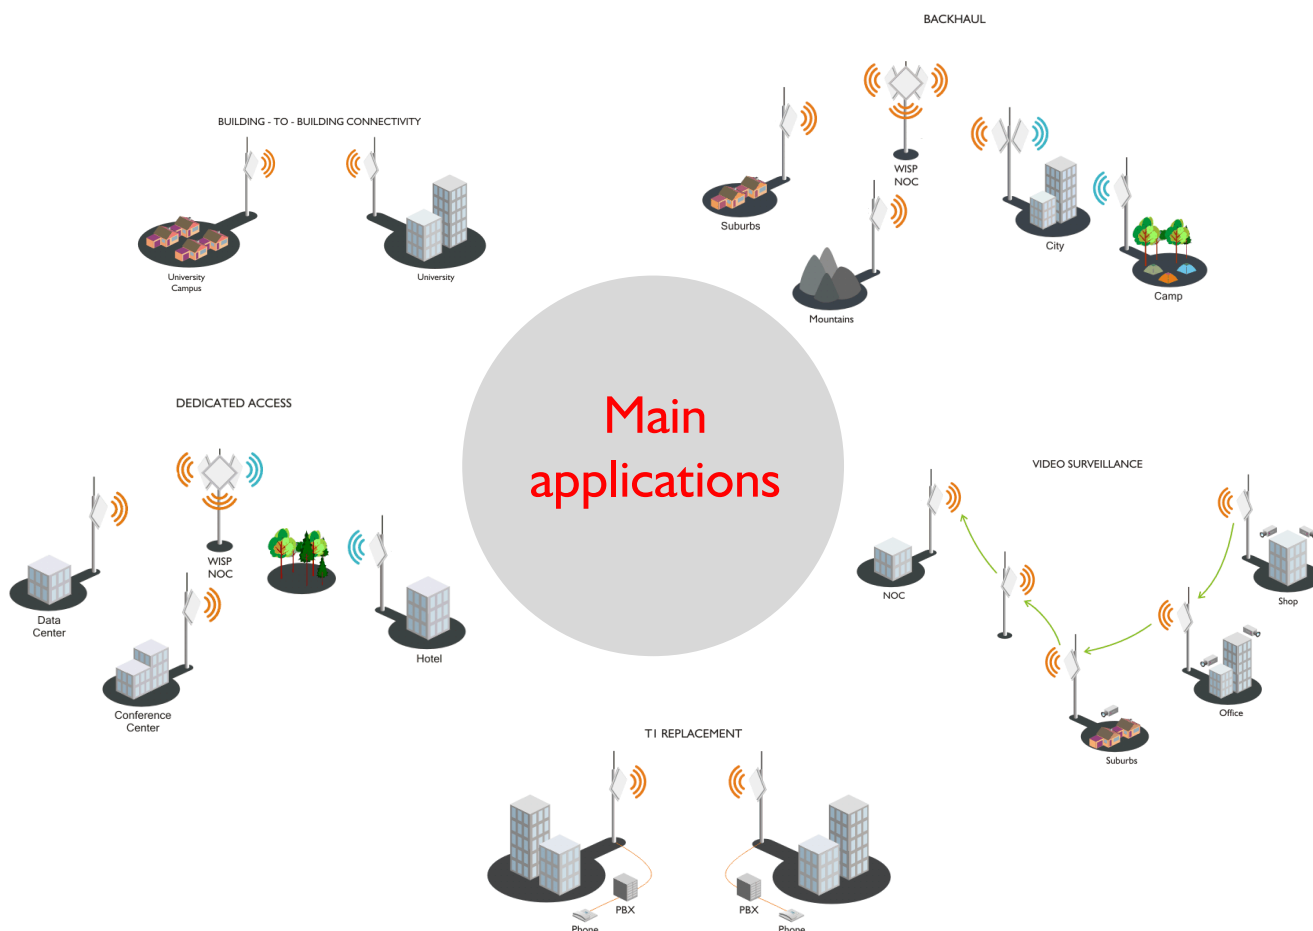 BACKHAUL
BUILDING - TO - BUILDING CONNECTIVITY
WISP
NOC
Suburbs
City
University
Campus
University
Camp
Mountains
Main
applications
DEDICATED ACCESS
VIDEO SURVEILLANCE
WISP
NOC
NOC
Shop
Data
Center
Hotel
Conference
Center
Office
Suburbs
T1 REPLACEMENT
PBX
PBX
Phone
Phone